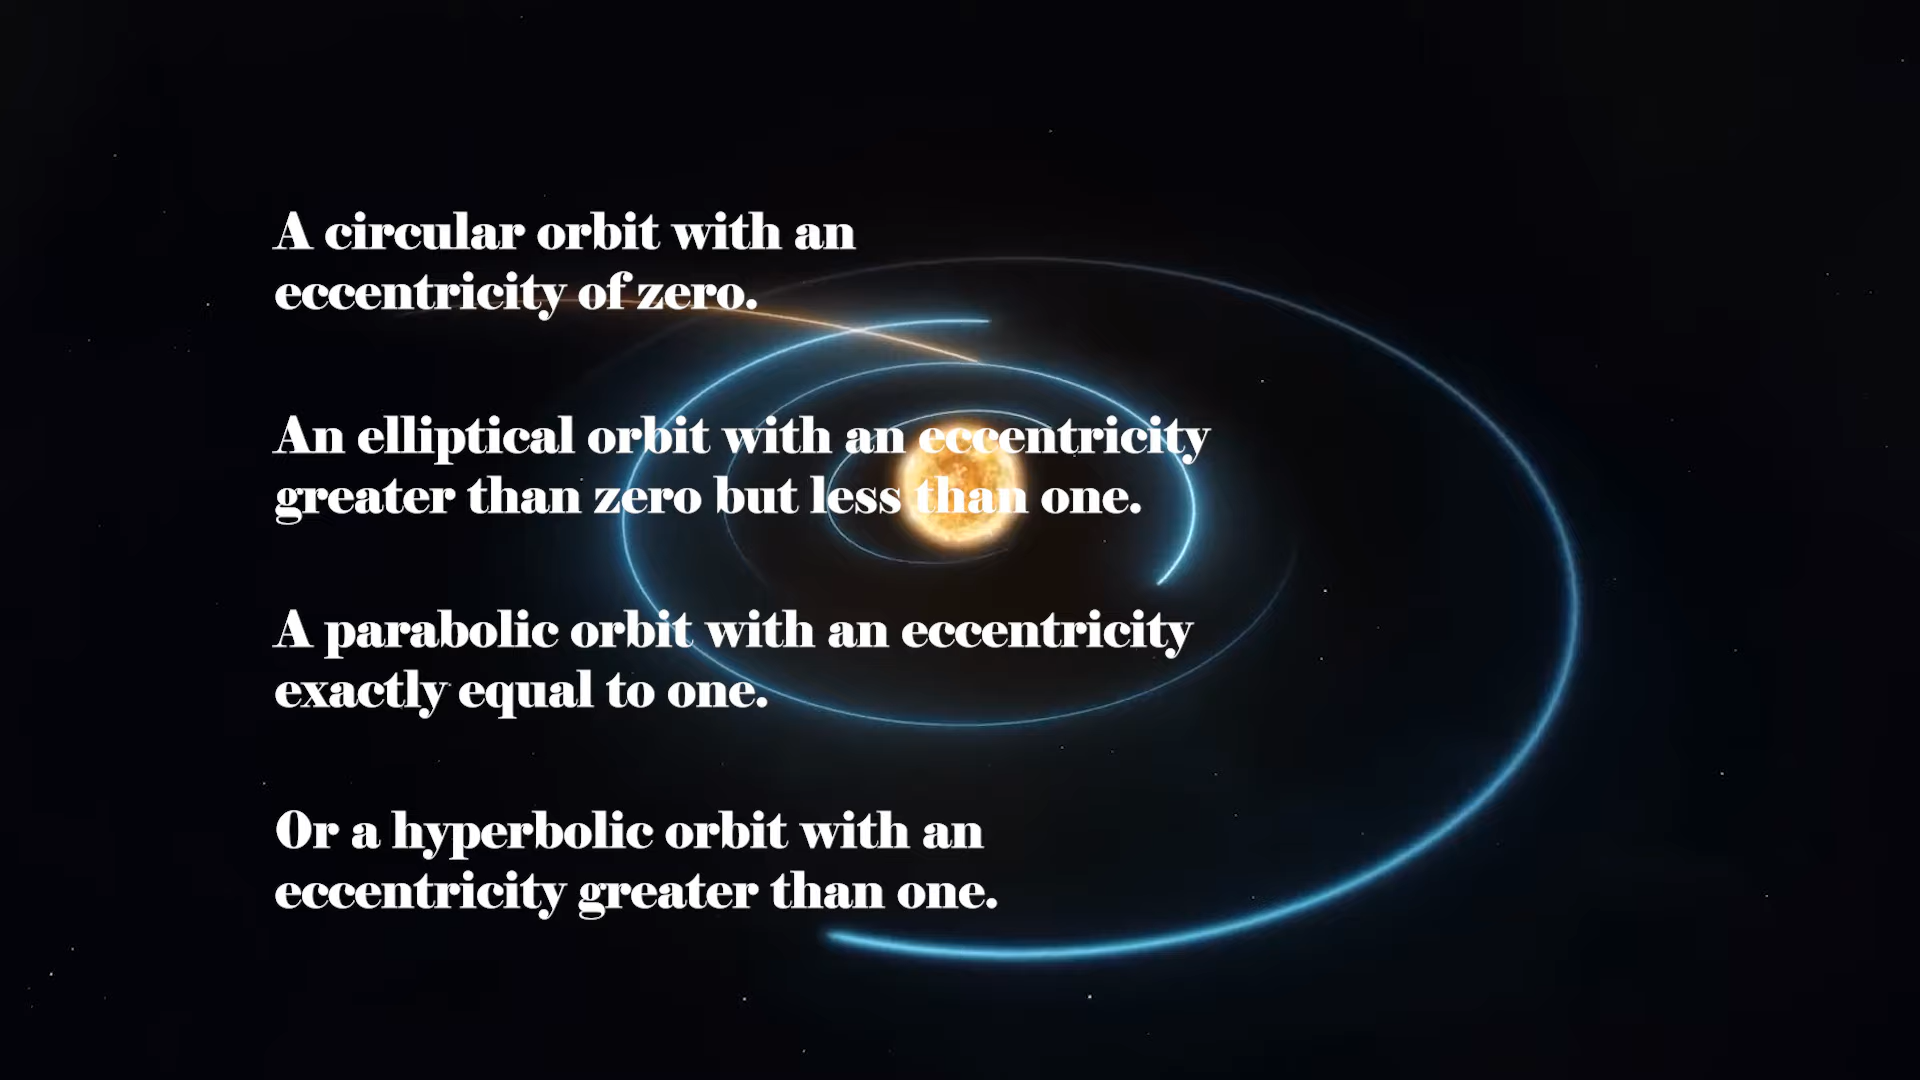 A circular orbit with an
eccentricity of zero.
An elliptical orbit with an eccentricity
greater than zero but less than one.
A parabolic orbit with an eccentricity
exactly equal to one.
Or a hyperbolic orbit with an
eccentricity greater than one.